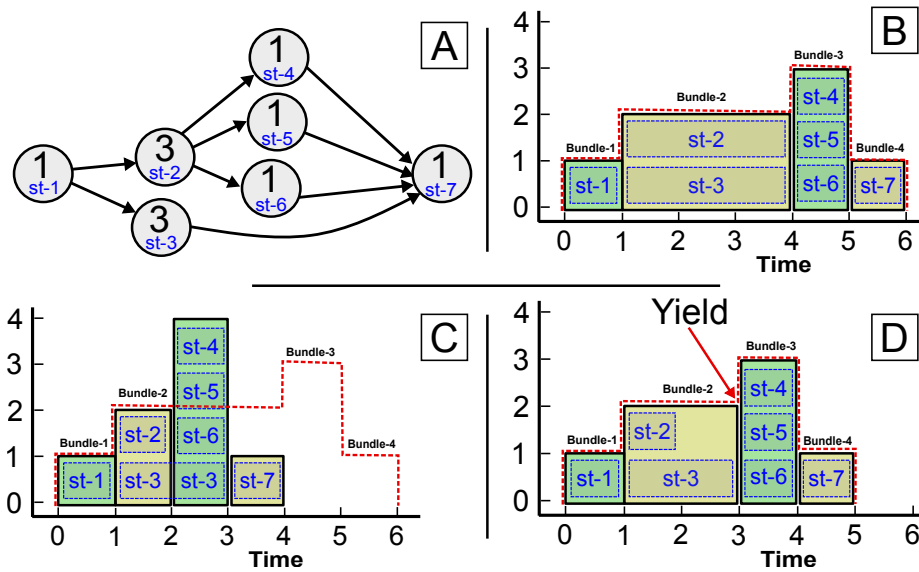 A
1
st-1
3
st-2
3
st-3
1
st-4
1
st-5
1
st-6
1
st-7
B
4
3
2
1
0
Bundle-1
Bundle-2
Bundle-3
Bundle-4
st-1
st-2
st-3
st-4
st-5
st-6
st-7
0 1 2 3 4 5 6
Time
C
4
3
2
1
0
Bundle-1
Bundle-2
Bundle-3
Bundle-4
st-1
st-2
st-3
st-4
st-5
st-6
st-3
st-7
0 1 2 3 4 5 6
Time
D
Yield
4
3
2
1
0
Bundle-1
Bundle-2
Bundle-3
Bundle-4
st-1
st-2
st-3
st-4
st-5
st-6
st-7
0 1 2 3 4 5 6
Time